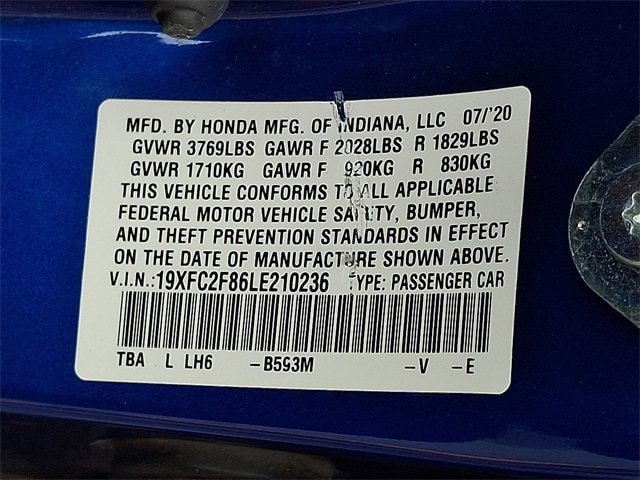 MFD. BY HONDA MFG. OF INDIANA, LLC 07/'20
GVWR 3769LBS GAWR F 2028LBS R 1829LBS
GVWR 1710KG GAWR F 920KG R 830KG
THIS VEHICLE CONFORMS TO ALL APPLICABLE
FEDERAL MOTOR VEHICLE SAFETY, BUMPER,
AND THEFT PREVENTION STANDARDS IN EFFECT
ON THE DATE OF MANUFACTURE SHOWN ABOVE.
V.I.N.:19XFC2F86LE210236 TYPE: PASSENGER CAR
TBA L LH6 -B593M -V -E